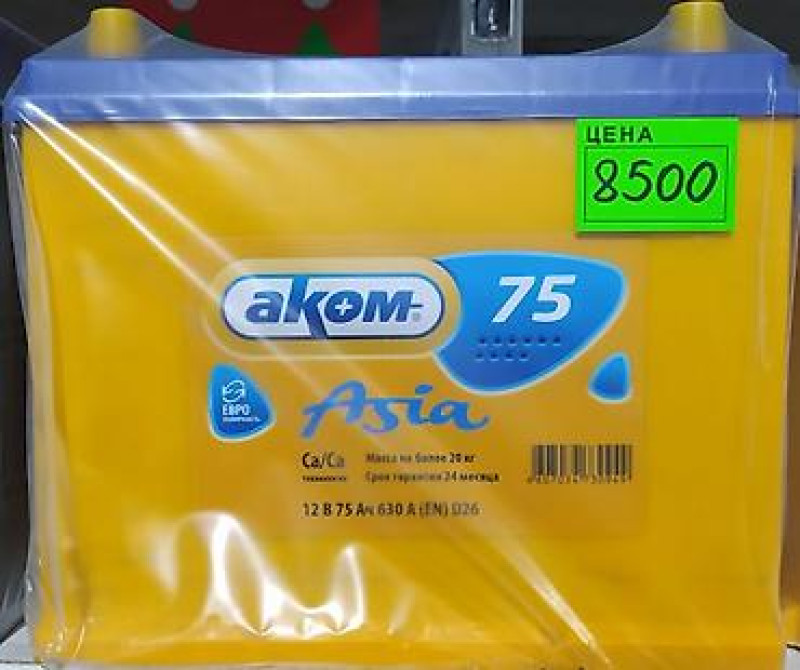 ЦЕНА
8500
аком
75
ЕВРО
Asia
Ca/Ca
Масса не более 20 кг
Срок гарантии 24 месяца
12 В 75 Ач 630 А (EN) D26